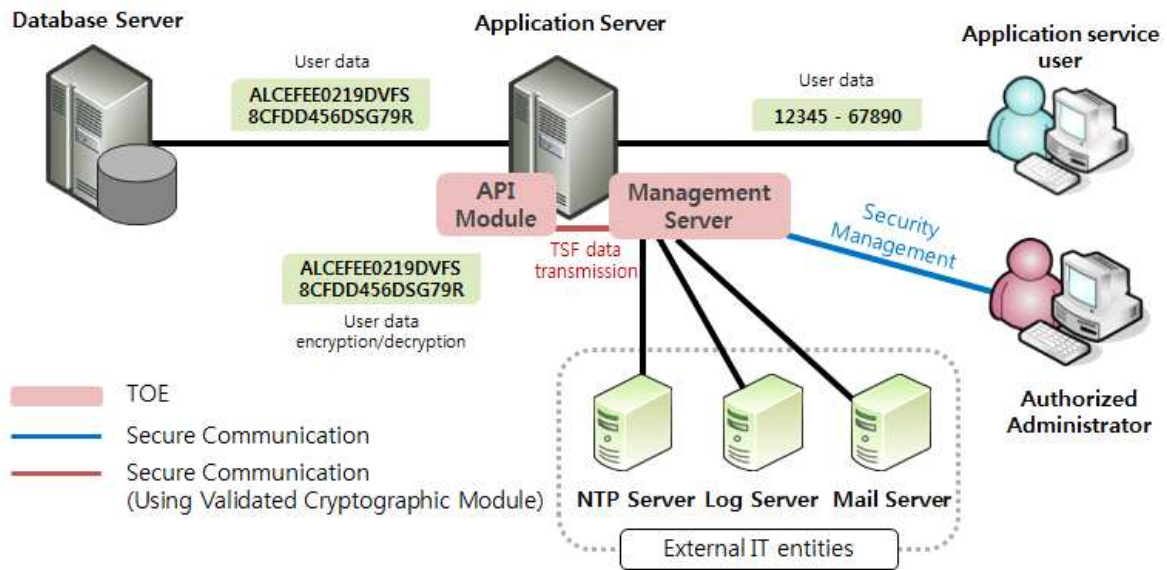 Database Server
Application Server
Application service
user
User data
ALCEFEE0219DVFS
8CFDD456DSG79R
User data
12345 - 67890
API
Module
Management
Server
TSF data
transmission
Security
Management
ALCEFEE0219DVFS
8CFDD456DSG79R
User data
encryption/decryption
Authorized
Administrator
TOE
Secure Communication
Secure Communication
(Using Validated Cryptographic Module)
NTP Server
Log Server
Mail Server
External IT entities